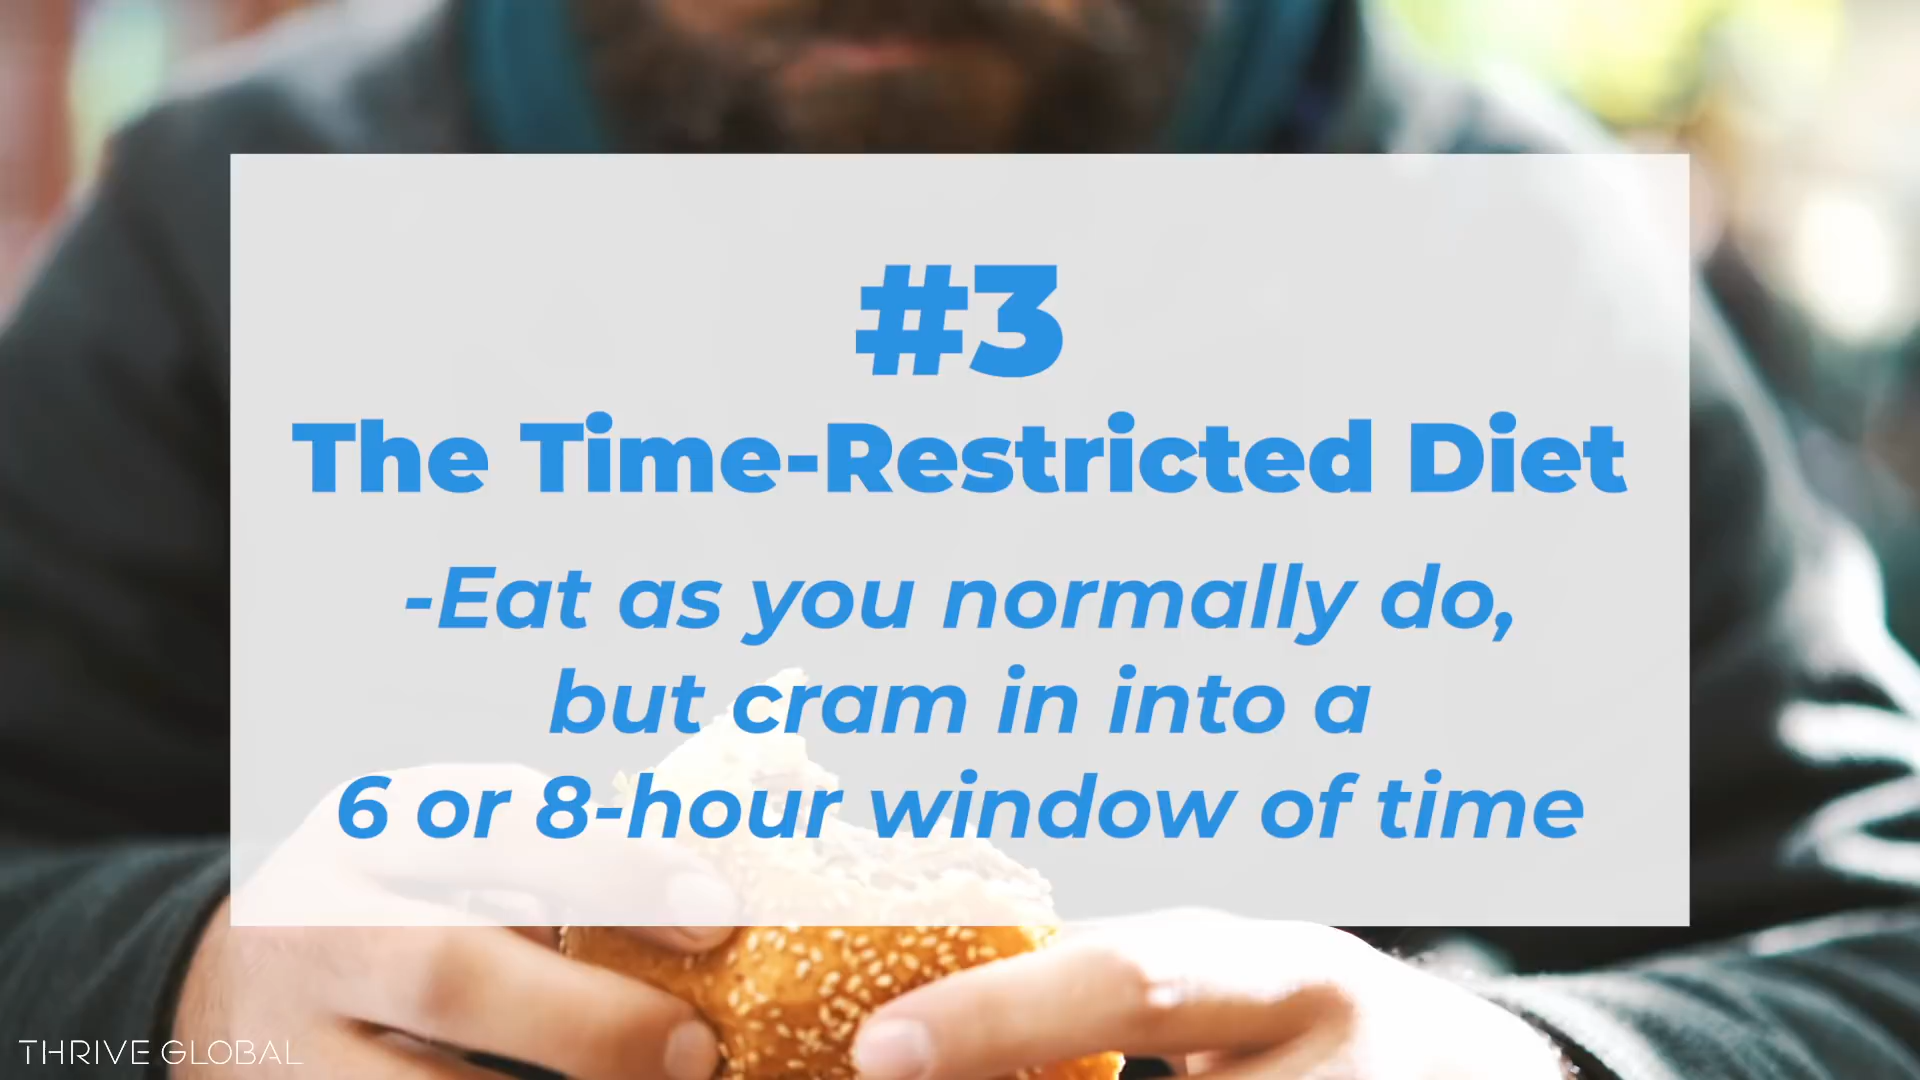 #3
The Time-Restricted Diet
-Eat as you normally do,
but cram in into a
6 or 8-hour window of time
THRIVE GLOBAL